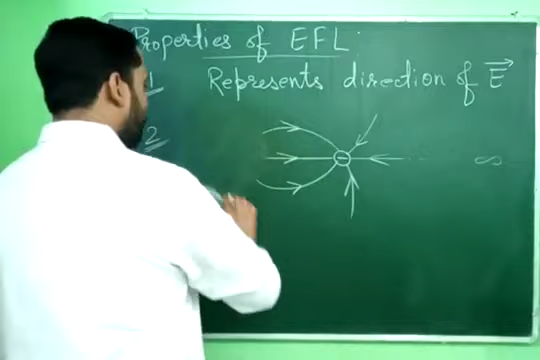 Properties of EFL
1 Represents direction of E⃗
2
−
∞